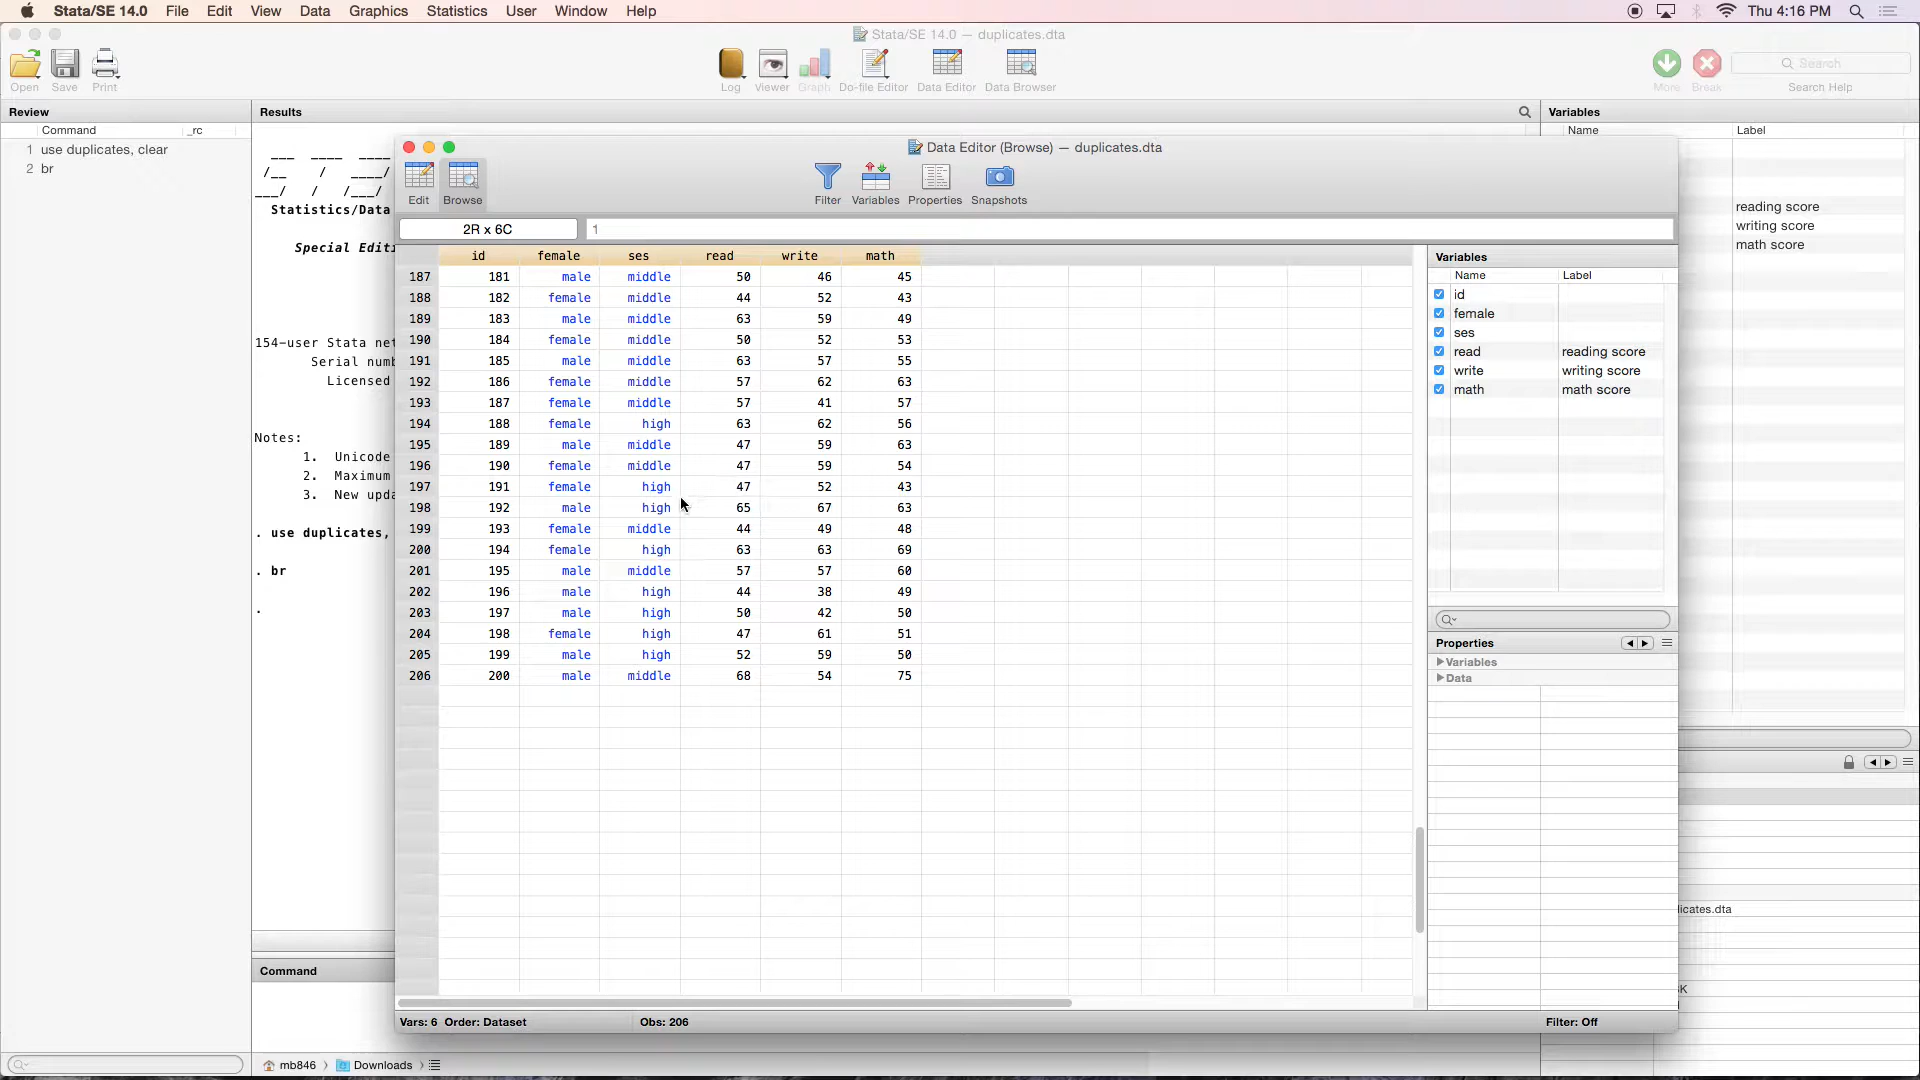 Stata/SE 14.0 File Edit View Data Graphics Statistics User Window Help Thu 4:16 PM
Stata/SE 14.0 — duplicates.dta
Open Save Print Log Viewer Graph Do-file Editor Data Editor Data Browser More Break Search
Search Help
Review
Command _rc
1 use duplicates, clear
2 br
Results
Statistics/Data
Special Editi
154-user Stata net
Serial numb
Licensed
Notes:
1. Unicode
2. Maximum
3. New upda
. use duplicates,
. br
.
Command
mb846 Downloads
Variables
Name Label
reading score
writing score
math score
licates.dta
K
Data Editor (Browse) — duplicates.dta
Edit Browse Filter Variables Properties Snapshots
2R x 6C 1
id female ses read write math
187 181 male middle 50 46 45
188 182 female middle 44 52 43
189 183 male middle 63 59 49
190 184 female middle 50 52 53
191 185 male middle 63 57 55
192 186 female middle 57 62 63
193 187 female middle 57 41 57
194 188 female high 63 62 56
195 189 male middle 47 59 63
196 190 female middle 47 59 54
197 191 female high 47 52 43
198 192 male high 65 67 63
199 193 female middle 44 49 48
200 194 female high 63 63 69
201 195 male middle 57 57 60
202 196 male high 44 38 49
203 197 male high 50 42 50
204 198 female high 47 61 51
205 199 male high 52 59 50
206 200 male middle 68 54 75
Variables
Name Label
id
female
ses
read reading score
write writing score
math math score
Properties
Variables
Data
Vars: 6 Order: Dataset Obs: 206 Filter: Off